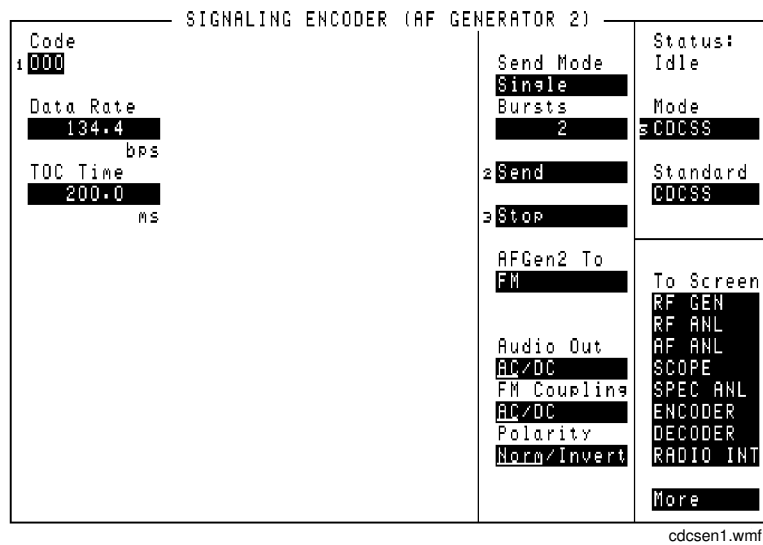 SIGNALING ENCODER (AF GENERATOR 2)
Code
1 000
Data Rate
134.4
bps
TOC Time
200.0
ms
Send Mode
Single
Bursts
2
2 Send
3 Stop
AFGen2 To
FM
Audio Out
AC/DC
FM Coupling
AC/DC
Polarity
Norm/Invert
Status:
Idle
Mode
5 CDCSS
Standard
CDCSS
To Screen
RF GEN
RF ANL
AF ANL
SCOPE
SPEC ANL
ENCODER
DECODER
RADIO INT
More
cdcsen1.wmf